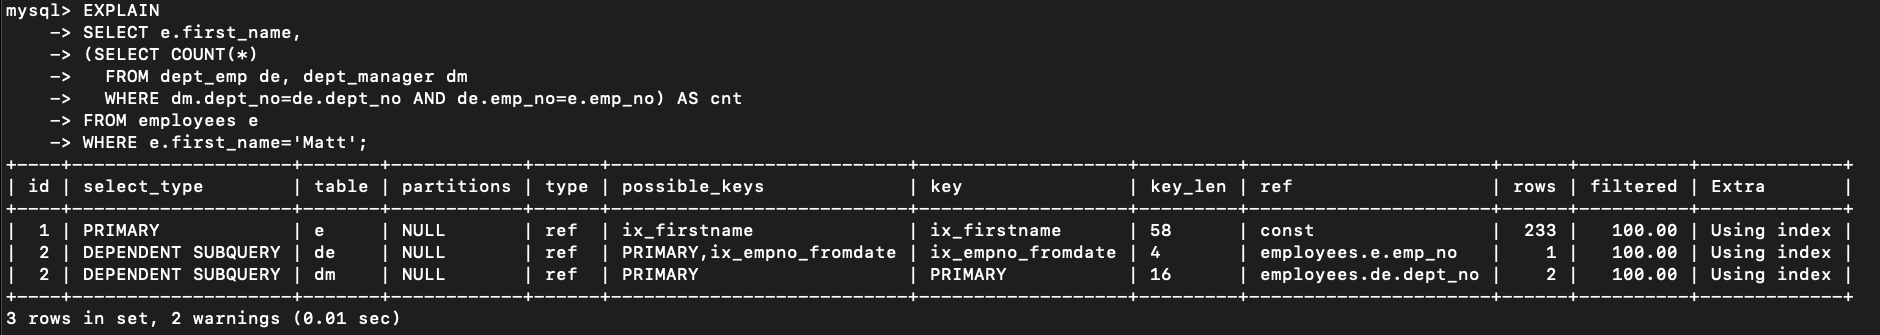 mysql> EXPLAIN
    -> SELECT e.first_name,
    -> (SELECT COUNT(*)
    ->   FROM dept_emp de, dept_manager dm
    ->   WHERE dm.dept_no=de.dept_no AND de.emp_no=e.emp_no) AS cnt
    -> FROM employees e
    -> WHERE e.first_name='Matt';
+----+--------------------+-------+------------+------+---------------------------+-------------------+---------+----------------------+------+----------+-------------+
| id | select_type        | table | partitions | type | possible_keys             | key               | key_len | ref                  | rows | filtered | Extra       |
+----+--------------------+-------+------------+------+---------------------------+-------------------+---------+----------------------+------+----------+-------------+
|  1 | PRIMARY            | e     | NULL       | ref  | ix_firstname              | ix_firstname      | 58      | const                |  233 |   100.00 | Using index |
|  2 | DEPENDENT SUBQUERY | de    | NULL       | ref  | PRIMARY,ix_empno_fromdate | ix_empno_fromdate | 4       | employees.e.emp_no   |    1 |   100.00 | Using index |
|  2 | DEPENDENT SUBQUERY | dm    | NULL       | ref  | PRIMARY                   | PRIMARY           | 16      | employees.de.dept_no |    2 |   100.00 | Using index |
+----+--------------------+-------+------------+------+---------------------------+-------------------+---------+----------------------+------+----------+-------------+
3 rows in set, 2 warnings (0.01 sec)